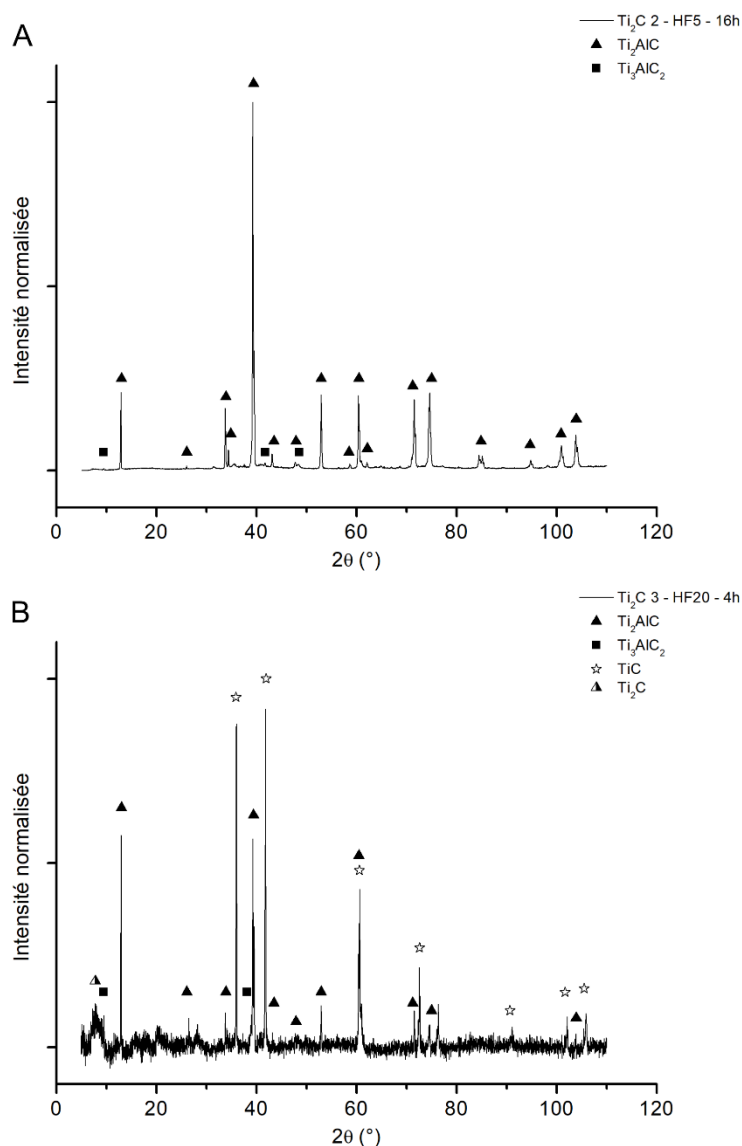 A
Ti₂C 2 - HF5 - 16h
Ti₂AlC
Ti₃AlC₂
Intensité normalisée
0 20 40 60 80 100 120
2θ (°)
B
Ti₂C 3 - HF20 - 4h
Ti₂AlC
Ti₃AlC₂
TiC
Ti₂C
Intensité normalisée
0 20 40 60 80 100 120
2θ (°)